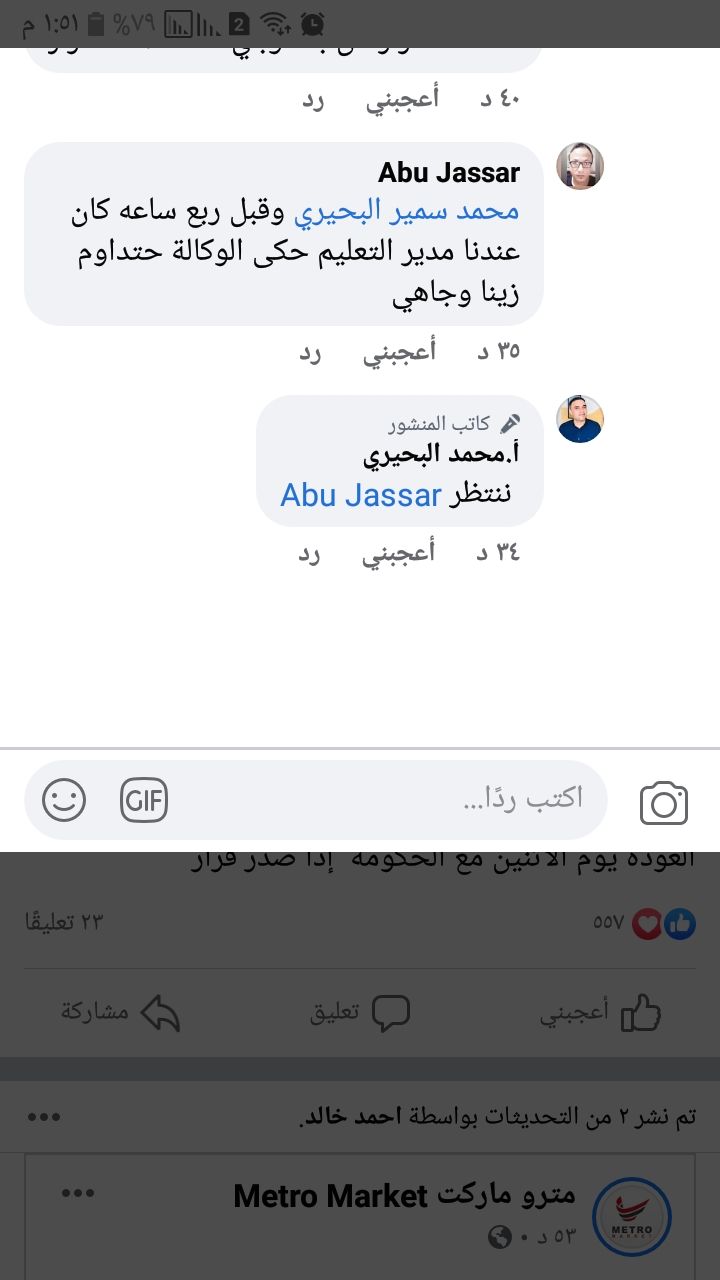 ١:٥١ م ٧٩% 2
٤٠ د أعجبني رد
Abu Jassar
محمد سمير البحيري وقبل ربع ساعه كان
عندنا مدير التعليم حكى الوكالة حتداوم
زينا وجاهي
٣٥ د أعجبني رد
كاتب المنشور
أ.محمد البحيري
ننتظر Abu Jassar
٣٤ د أعجبني رد
اكتب ردًا...
GIF
العودة يوم الاثنين مع الحكومة إذا صدر قرار
٥٥٧
٢٣ تعليقًا
أعجبني تعليق مشاركة
تم نشر ٢ من التحديثات بواسطة احمد خالد.
مترو ماركت Metro Market
٥٣ د
METRO
MARKET